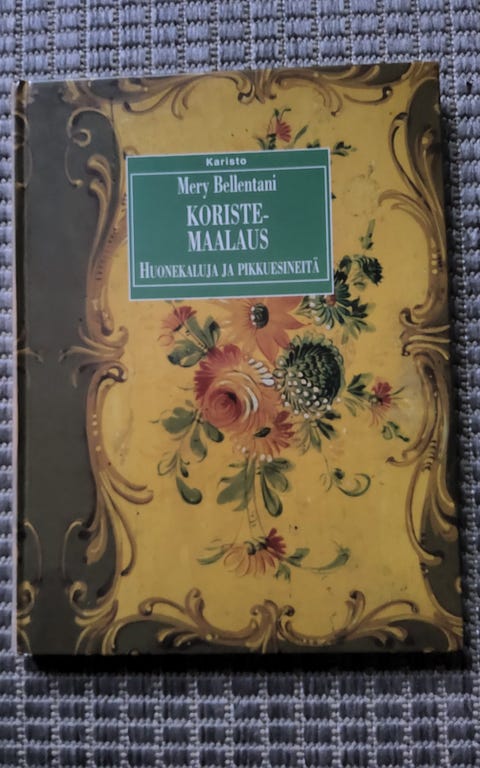 Karisto
Mery Bellentani
KORISTE-
MAALAUS
HUONEKALUJA JA PIKKUESINEITÄ